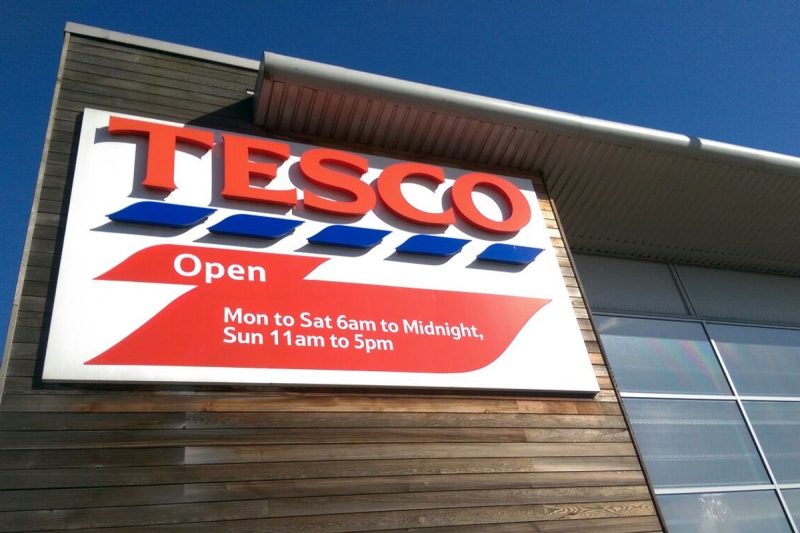 TESCO
Open
Mon to Sat 6am to Midnight,
Sun 11am to 5pm